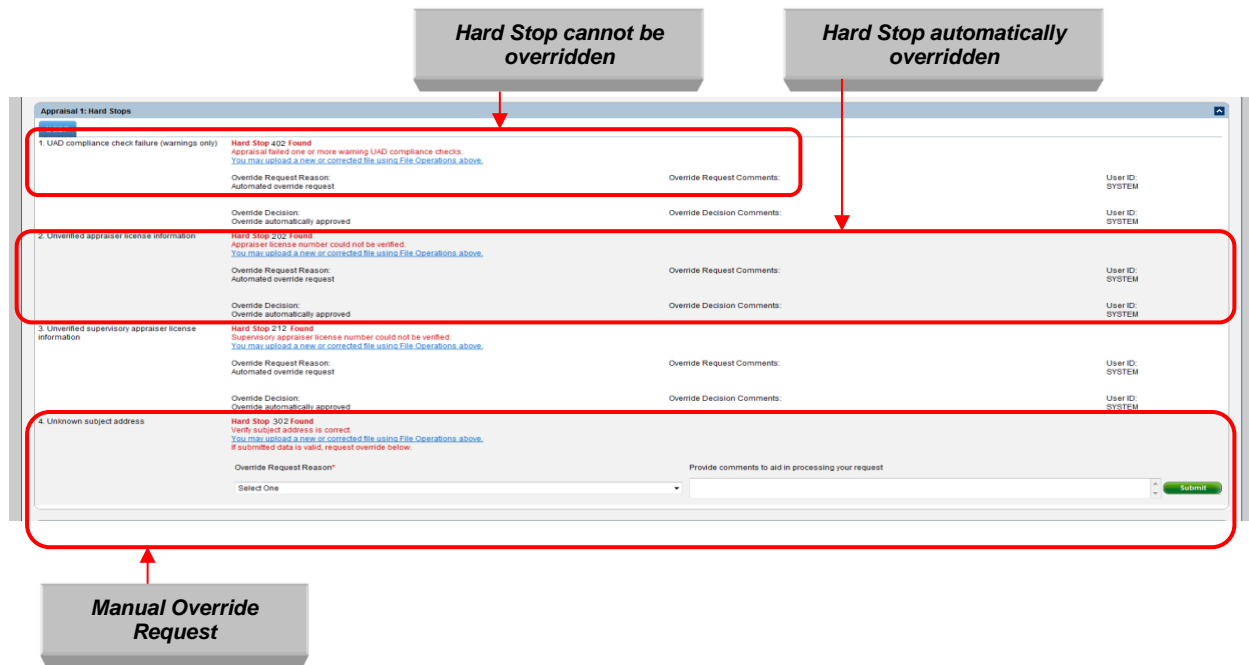 Hard Stop cannot be
overridden
Hard Stop automatically
overridden
Appraisal 1: Hard Stops
1. UAD compliance check failure (warnings only)
Hard Stop 402 Found
Appraisal failed one or more warning UAD compliance checks.
You may upload a new or corrected file using File Operations above.
Override Request Reason:
Automated override request
Override Request Comments:
User ID:
SYSTEM
Override Decision:
Override automatically approved
Override Decision Comments:
User ID:
SYSTEM
2. Unverified appraiser license information
Hard Stop 202 Found
Appraiser license number could not be verified.
You may upload a new or corrected file using File Operations above.
Override Request Reason:
Automated override request
Override Request Comments:
User ID:
SYSTEM
Override Decision:
Override automatically approved
Override Decision Comments:
User ID:
SYSTEM
3. Unverified supervisory appraiser license
information
Hard Stop 212 Found
Supervisory appraiser license number could not be verified.
You may upload a new or corrected file using File Operations above.
Override Request Reason:
Automated override request
Override Request Comments:
User ID:
SYSTEM
Override Decision:
Override automatically approved
Override Decision Comments:
User ID:
SYSTEM
4. Unknown subject address
Hard Stop 302 Found
Verify subject address is correct.
You may upload a new or corrected file using File Operations above.
If submitted data is valid, request override below.
Override Request Reason*
Provide comments to aid in processing your request
Select One
Submit
Manual Override
Request